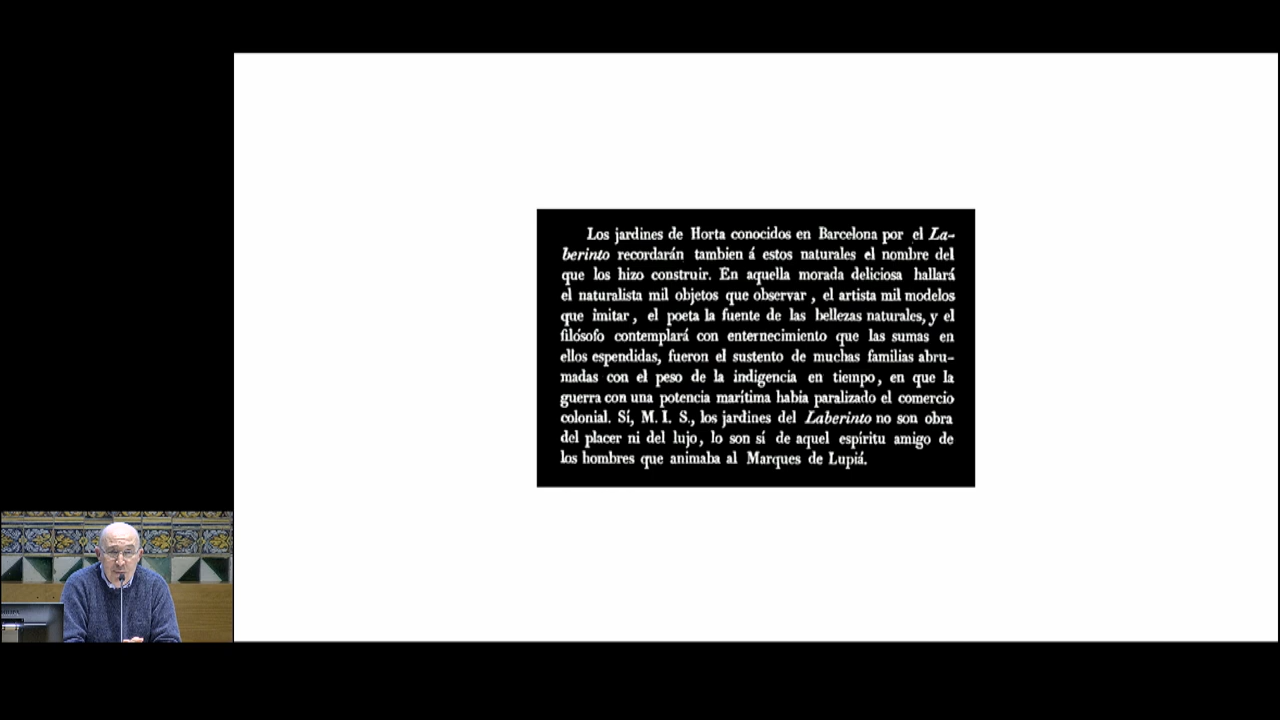 Los jardines de Horta conocidos en Barcelona por el La-
berinto recordarán tambien á estos naturales el nombre del
que los hizo construir. En aquella morada deliciosa hallará
el naturalista mil objetos que observar , el artista mil modelos
que imitar , el poeta la fuente de las bellezas naturales, y el
filósofo contemplará con enternecimiento que las sumas en
ellos espendidas, fueron el sustento de muchas familias abru-
madas con el peso de la indigencia en tiempo, en que la
guerra con una potencia marítima habia paralizado el comercio
colonial. Sí, M. I. S., los jardines del Laberinto no son obra
del placer ni del lujo, lo son sí de aquel espíritu amigo de
los hombres que animaba al Marques de Lupiá.